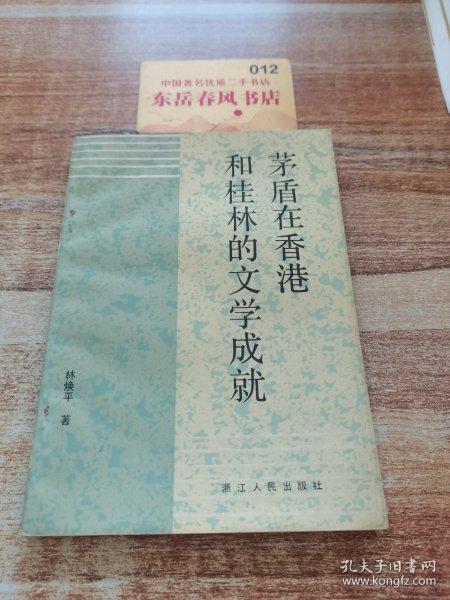 012
中国著名优质二手书店
东岳春风书店
茅盾在香港
和桂林的文学成就
林焕平 著
浙江人民出版社
孔夫子旧书网
www.kongfz.com